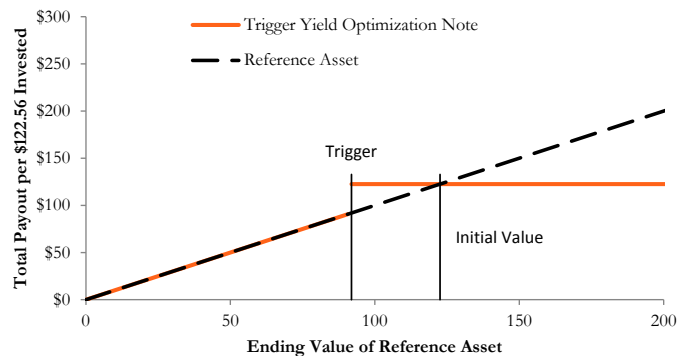 Total Payout per $122.56 Invested
$300
$250
$200
$150
$100
$50
$0
Trigger Yield Optimization Note
Reference Asset
Trigger
Initial Value
0
50
100
150
200
Ending Value of Reference Asset